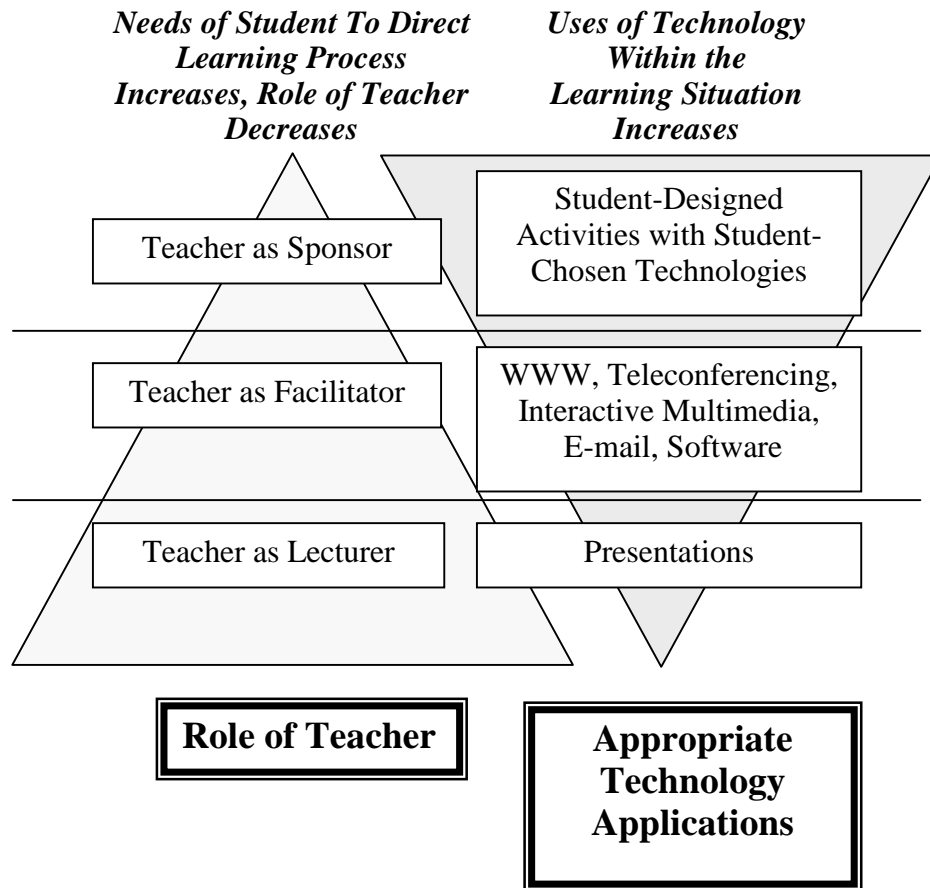 Needs of Student To Direct
Learning Process
Increases, Role of Teacher
Decreases
Uses of Technology
Within the
Learning Situation
Increases
Teacher as Sponsor
Student-Designed
Activities with Student-
Chosen Technologies
Teacher as Facilitator
WWW, Teleconferencing,
Interactive Multimedia,
E-mail, Software
Teacher as Lecturer
Presentations
Role of Teacher
Appropriate
Technology
Applications